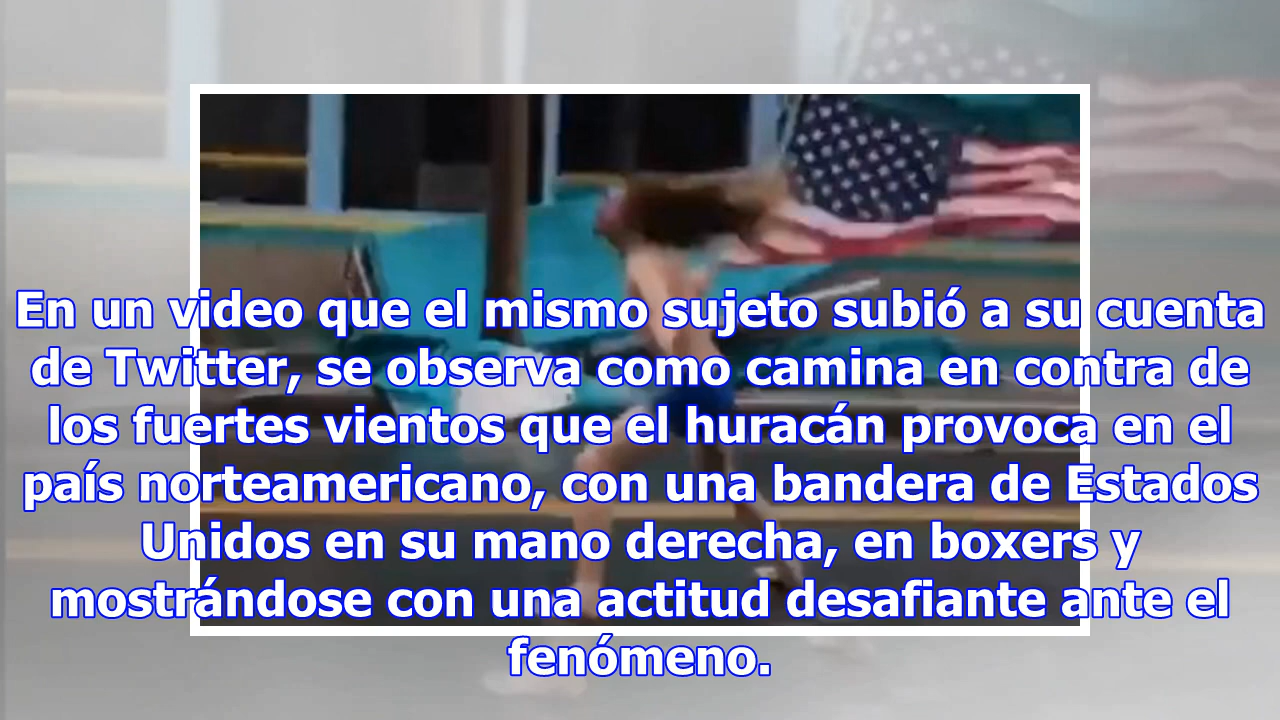 En un video que el mismo sujeto subió a su cuenta
de Twitter, se observa como camina en contra de
los fuertes vientos que el huracán provoca en el
país norteamericano, con una bandera de Estados
Unidos en su mano derecha, en boxers y
mostrándose con una actitud desafiante ante el
fenómeno.